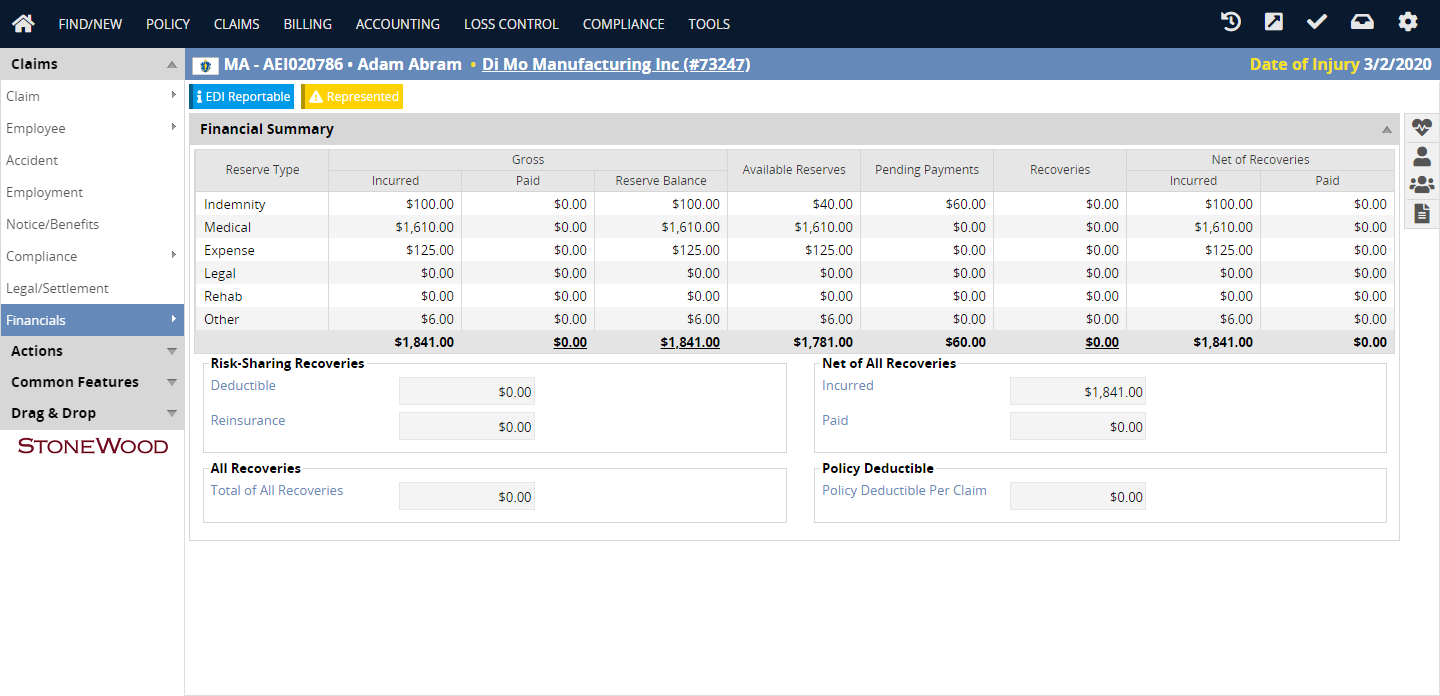 FIND/NEW POLICY CLAIMS BILLING ACCOUNTING LOSS CONTROL COMPLIANCE TOOLS
Claims
Claim
Employee
Accident
Employment
Notice/Benefits
Compliance
Legal/Settlement
Financials
Actions
Common Features
Drag & Drop
STONEWOOD
MA - AEI020786 • Adam Abram • Di Mo Manufacturing Inc (#73247) Date of Injury 3/2/2020
EDI Reportable Represented
Financial Summary
Reserve Type Gross Available Reserves Pending Payments Recoveries Net of Recoveries
Incurred Paid Reserve Balance Incurred Paid
Indemnity $100.00 $0.00 $100.00 $40.00 $60.00 $0.00 $100.00 $0.00
Medical $1,610.00 $0.00 $1,610.00 $1,610.00 $0.00 $0.00 $1,610.00 $0.00
Expense $125.00 $0.00 $125.00 $125.00 $0.00 $0.00 $125.00 $0.00
Legal $0.00 $0.00 $0.00 $0.00 $0.00 $0.00 $0.00 $0.00
Rehab $0.00 $0.00 $0.00 $0.00 $0.00 $0.00 $0.00 $0.00
Other $6.00 $0.00 $6.00 $6.00 $0.00 $0.00 $6.00 $0.00
$1,841.00 $0.00 $1,841.00 $1,781.00 $60.00 $0.00 $1,841.00 $0.00
Risk-Sharing Recoveries
Deductible $0.00
Reinsurance $0.00
Net of All Recoveries
Incurred $1,841.00
Paid $0.00
All Recoveries
Total of All Recoveries $0.00
Policy Deductible
Policy Deductible Per Claim $0.00